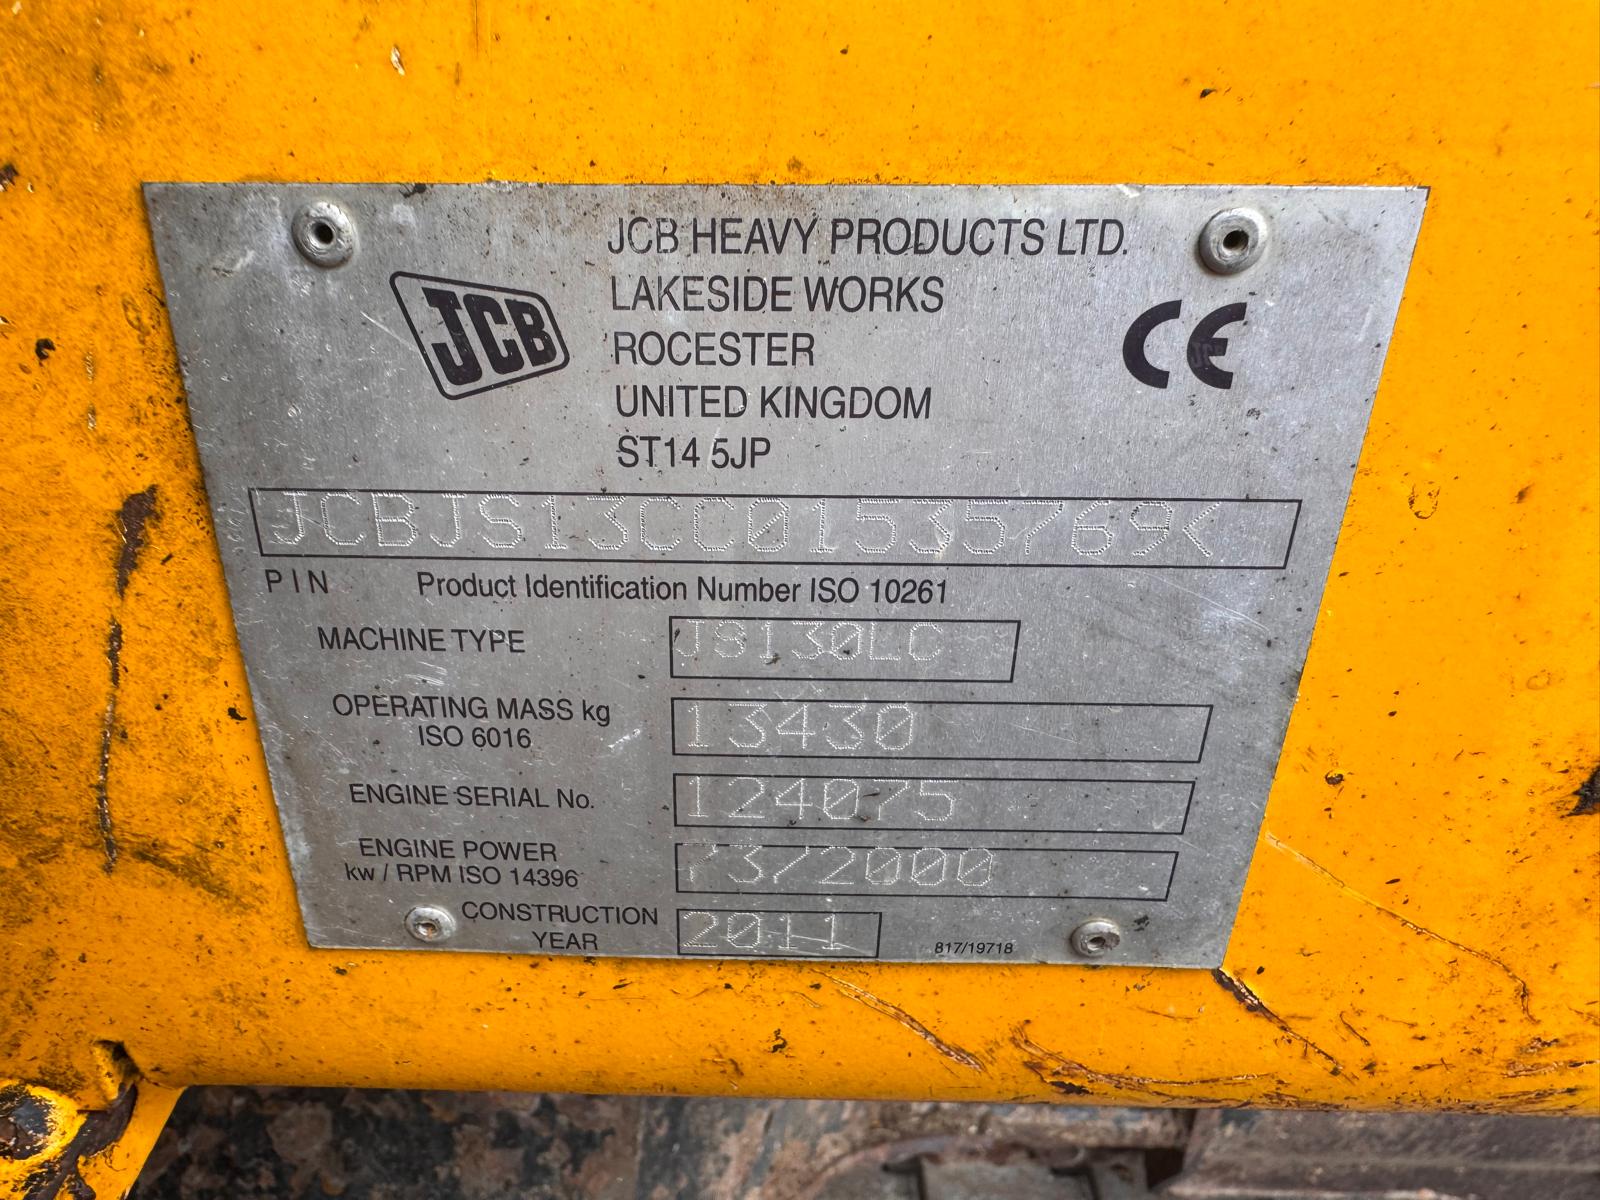 JCB HEAVY PRODUCTS LTD.
LAKESIDE WORKS
JCB
ROCESTER
CE
UNITED KINGDOM
ST14 5JP
JCBJS13CC01535769<
PIN Product Identification Number ISO 10261
MACHINE TYPE JS130LC
OPERATING MASS kg
ISO 6016
13430
ENGINE SERIAL No. 124075
ENGINE POWER
kw / RPM ISO 14396
73/2000
CONSTRUCTION
YEAR
2011
817/19718